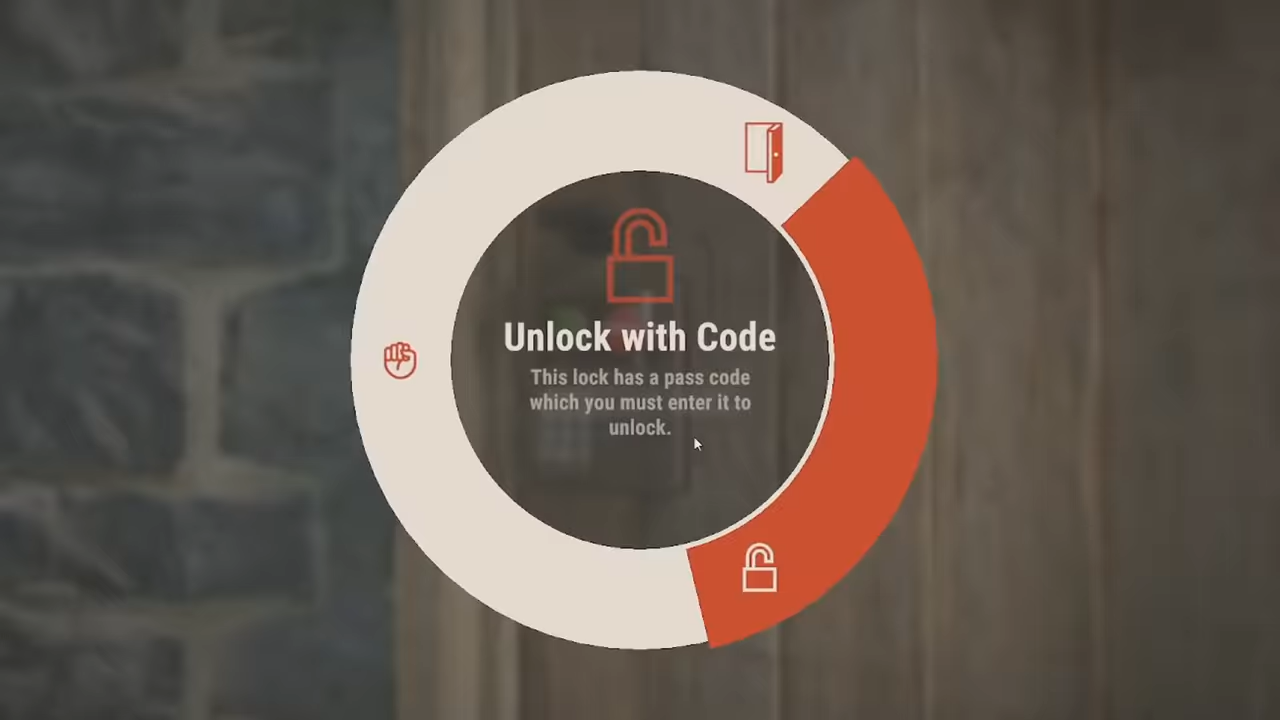 Unlock with Code
This lock has a pass code
which you must enter it to
unlock.